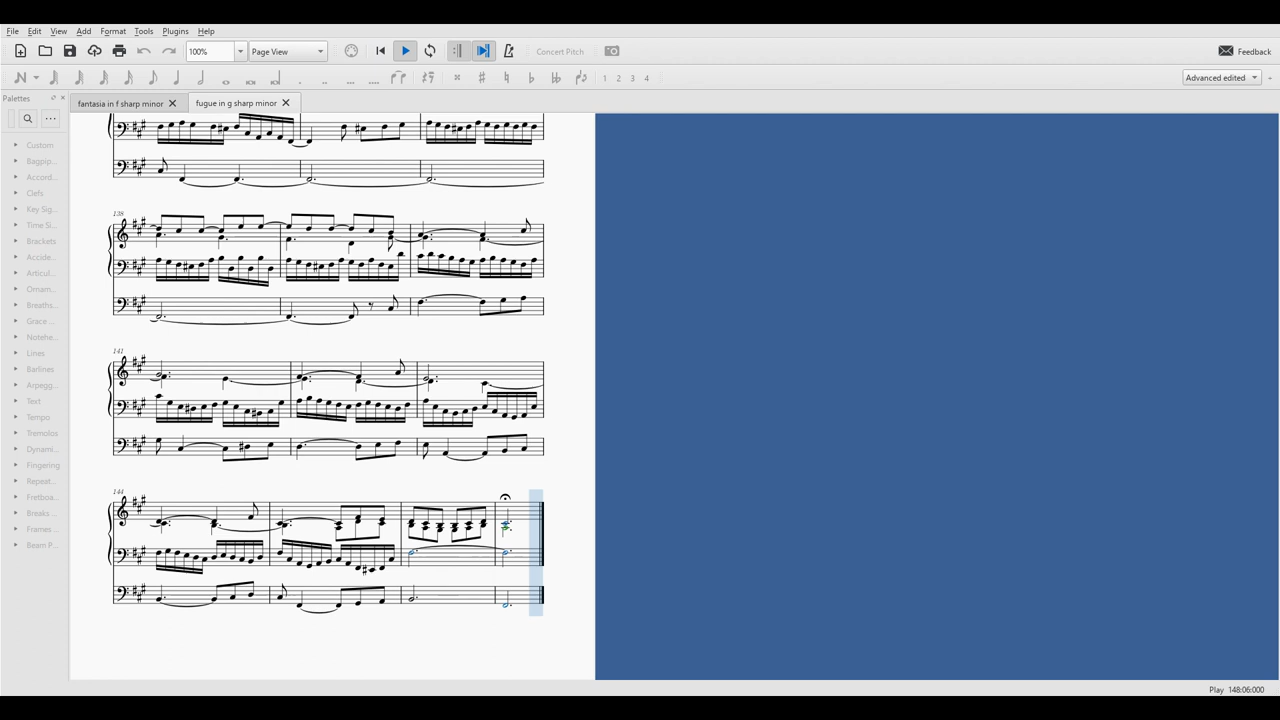 File Edit View Add Format Tools Plugins Help
100% Page View Concert Pitch Feedback
1 2 3 4 Advanced edited
Palettes
fantasia in f sharp minor fugue in g sharp minor
Custom
Bagpip...
Accord...
Clefs
Key Sig...
Time Si...
Brackets
Accide...
Articul...
Ornam...
Breaths...
Grace ...
Notehe...
Lines
Barlines
Arpegg...
Text
Tempo
Tremolos
Dynami...
Fingering
Repeat...
Fretboa...
Breaks ...
Frames ...
Beam P...
138
141
144
Play 148:06:000